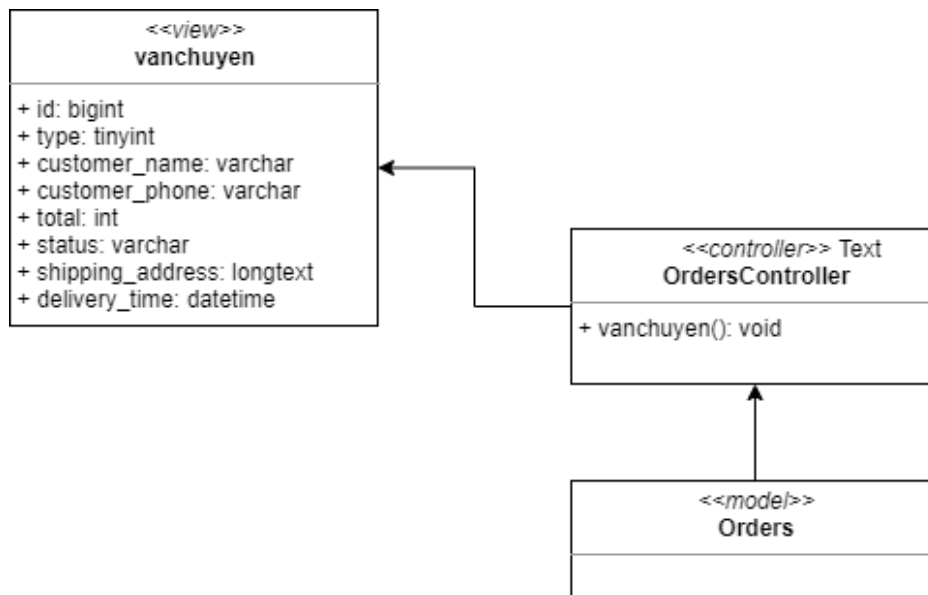 <<view>>
vanchuyen
+ id: bigint
+ type: tinyint
+ customer_name: varchar
+ customer_phone: varchar
+ total: int
+ status: varchar
+ shipping_address: longtext
+ delivery_time: datetime
<<controller>> Text
OrdersController
+ vanchuyen(): void
<<model>>
Orders